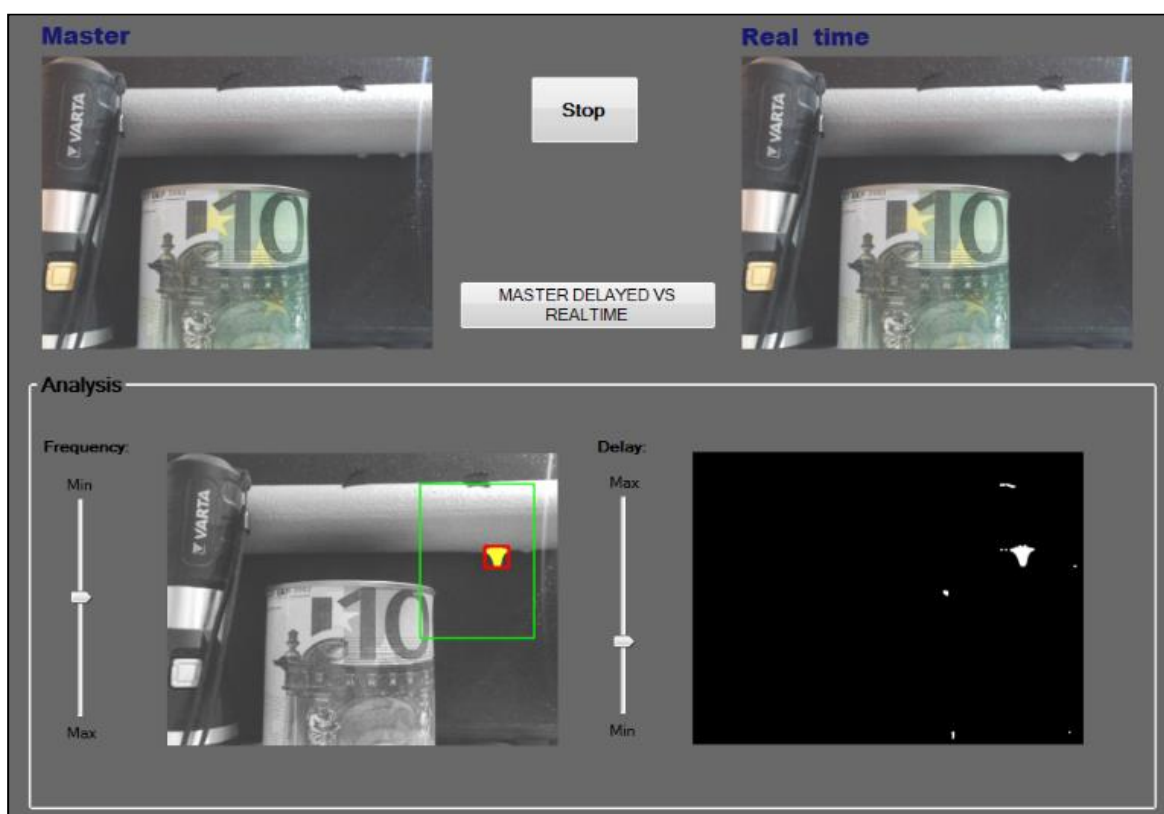 Master
Real time
VARTA
VARTA
Stop
10
10
MASTER DELAYED VS
REALTIME
Analysis
Frequency:
Delay:
Min
Max
VARTA
10
Max
Min